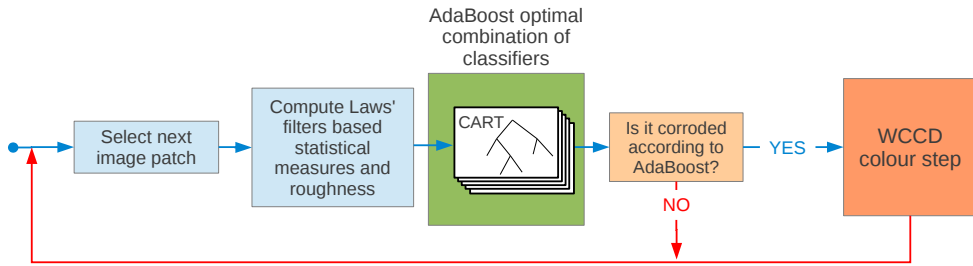 AdaBoost optimal
combination of
classifiers
Select next
image patch
Compute Laws'
filters based
statistical
measures and
roughness
CART
Is it corroded
according to
AdaBoost?
YES
NO
WCCD
colour step